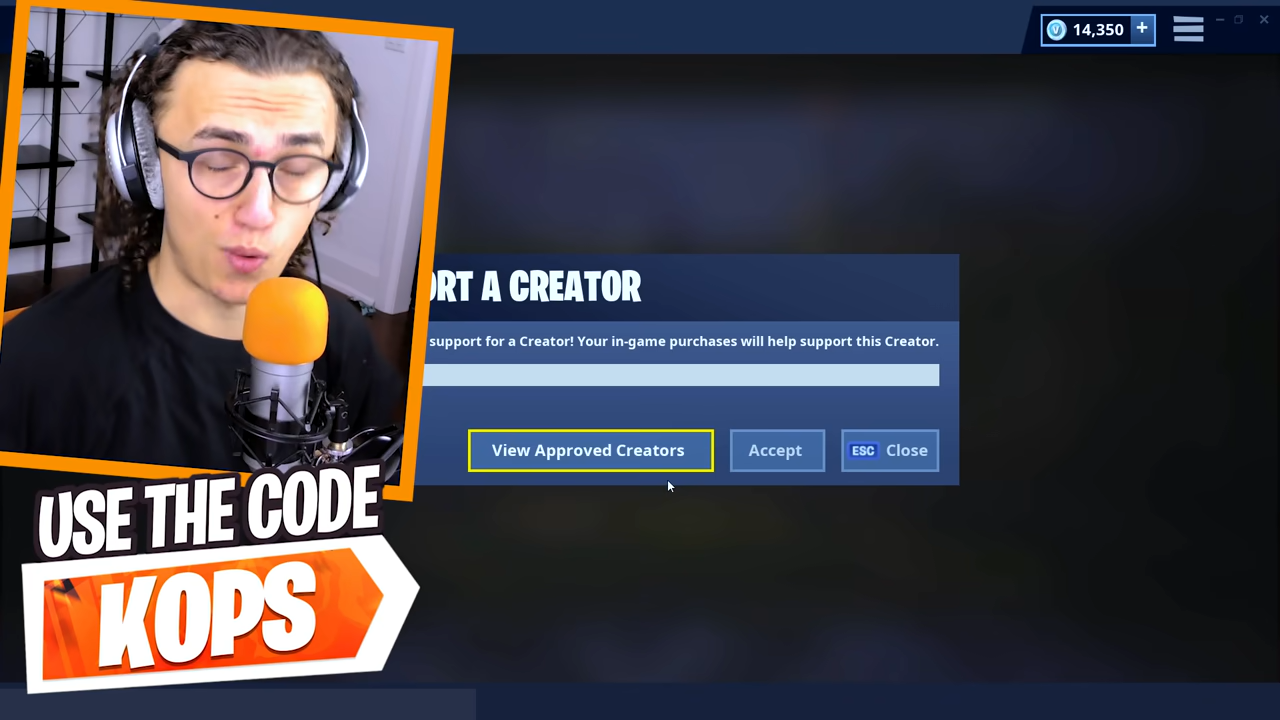 14,350 +
ORT A CREATOR
support for a Creator! Your in-game purchases will help support this Creator.
View Approved Creators
Accept
ESC Close
USE THE CODE
KOPS